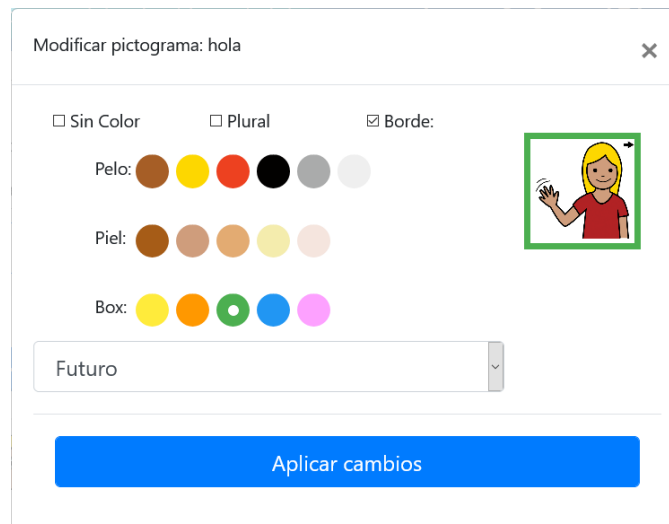 Modificar pictograma: hola
Sin Color Plural Borde:
Pelo:
Piel:
Box:
Futuro
Aplicar cambios